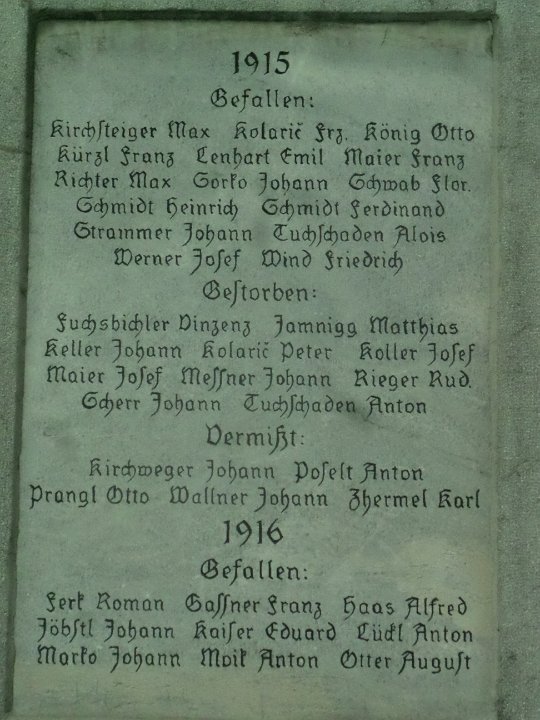 1915
Gefallen:
Kirchsteiger Max Kolarič Frz. König Otto
Kürzl Franz Lenhart Emil Maier Franz
Richter Max Sorko Johann Schwab Flor.
Schmidt Heinrich Schmidt Ferdinand
Strammer Johann Tuchschaden Alois
Werner Josef Wind Friedrich
Gestorben:
Fuchsbichler Vinzenz Jamnigg Matthias
Keller Johann Kolarič Peter Koller Josef
Maier Josef Messner Johann Rieger Rud.
Scherr Johann Tuchschaden Anton
Vermißt:
Kirchweger Johann Poselt Anton
Prangl Otto Wallner Johann Zhermel Karl
1916
Gefallen:
Ferk Roman Gassner Franz Haas Alfred
Jöbstl Johann Kaiser Eduard Lückl Anton
Marko Johann Moik Anton Otter August